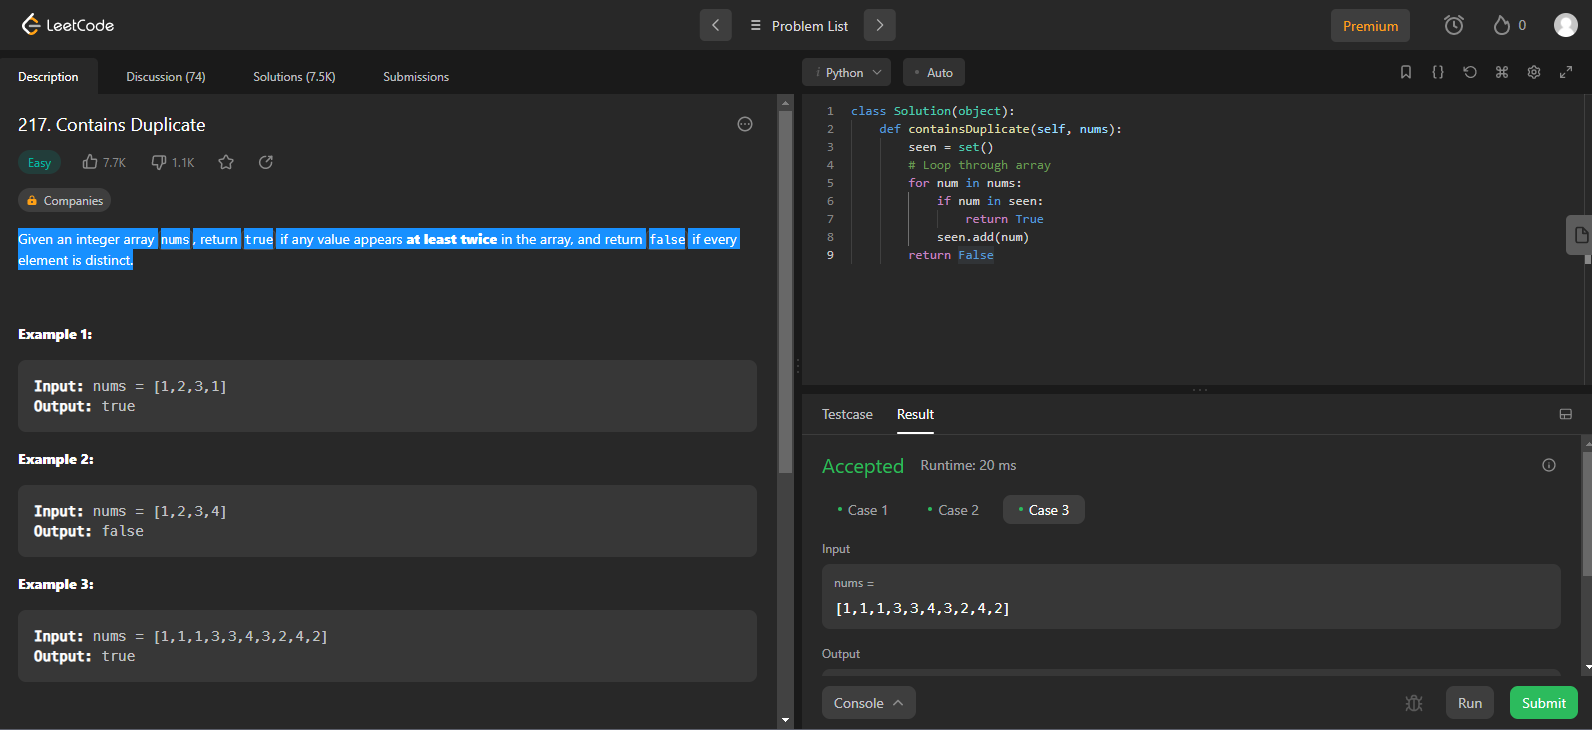 LeetCode
Problem List
Premium
0
Description
Discussion (74)
Solutions (7.5K)
Submissions
217. Contains Duplicate
Easy
7.7K
1.1K
Companies
Given an integer array nums, return true if any value appears at least twice in the array, and return false if every
element is distinct.
Example 1:
Input: nums = [1,2,3,1]
Output: true
Example 2:
Input: nums = [1,2,3,4]
Output: false
Example 3:
Input: nums = [1,1,1,3,3,4,3,2,4,2]
Output: true
i Python
Auto
1 class Solution(object):
2 def containsDuplicate(self, nums):
3 seen = set()
4 # Loop through array
5 for num in nums:
6 if num in seen:
7 return True
8 seen.add(num)
9 return False
Testcase
Result
Accepted
Runtime: 20 ms
Case 1
Case 2
Case 3
Input
nums =
[1,1,1,3,3,4,3,2,4,2]
Output
Console
Run
Submit